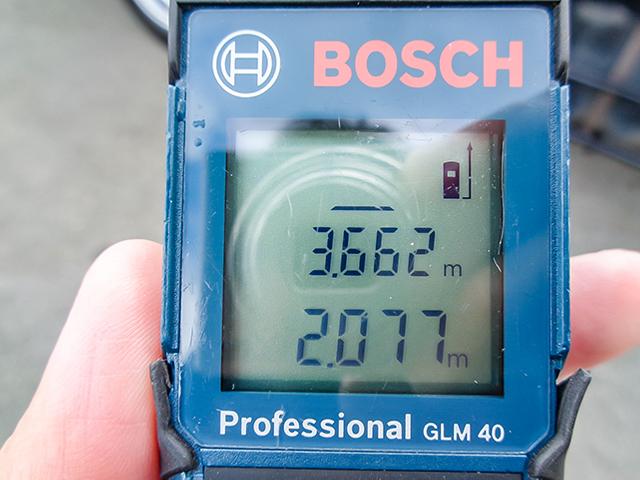 BOSCH
3.662 m
2.077 m
Professional GLM 40